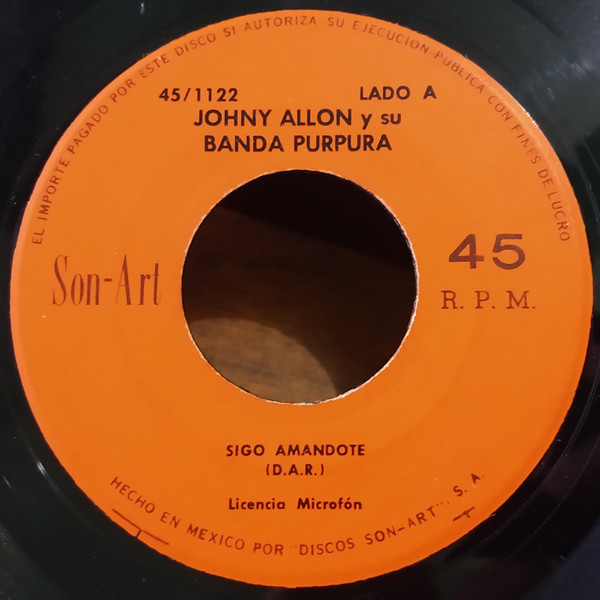 EL IMPORTE PAGADO POR ESTE DISCO SI AUTORIZA SU EJECUCION PUBLICA CON FINES DE LUCRO
45/1122 LADO A
JOHNY ALLON y su
BANDA PURPURA
Son-Art
45
R. P. M.
SIGO AMANDOTE
(D.A.R.)
Licencia Microfón
HECHO EN MEXICO POR "DISCOS SON-ART", S. A.